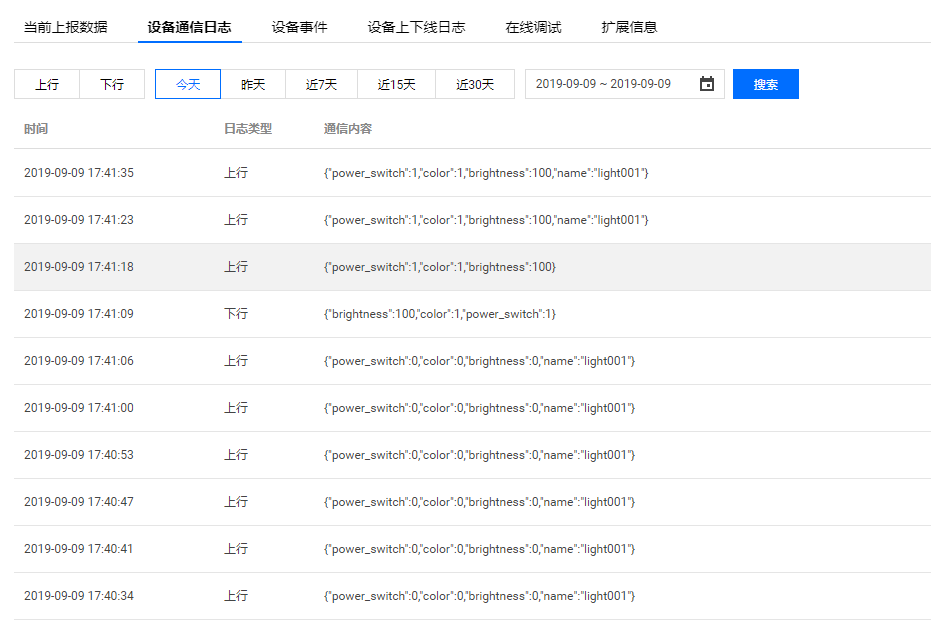 当前上报数据 设备通信日志 设备事件 设备上下线日志 在线调试 扩展信息
上行 下行 今天 昨天 近7天 近15天 近30天 2019-09-09 ~ 2019-09-09 搜索
时间 日志类型 通信内容
2019-09-09 17:41:35 上行 {"power_switch":1,"color":1,"brightness":100,"name":"light001"}
2019-09-09 17:41:23 上行 {"power_switch":1,"color":1,"brightness":100,"name":"light001"}
2019-09-09 17:41:18 上行 {"power_switch":1,"color":1,"brightness":100}
2019-09-09 17:41:09 下行 {"brightness":100,"color":1,"power_switch":1}
2019-09-09 17:41:06 上行 {"power_switch":0,"color":0,"brightness":0,"name":"light001"}
2019-09-09 17:41:00 上行 {"power_switch":0,"color":0,"brightness":0,"name":"light001"}
2019-09-09 17:40:53 上行 {"power_switch":0,"color":0,"brightness":0,"name":"light001"}
2019-09-09 17:40:47 上行 {"power_switch":0,"color":0,"brightness":0,"name":"light001"}
2019-09-09 17:40:41 上行 {"power_switch":0,"color":0,"brightness":0,"name":"light001"}
2019-09-09 17:40:34 上行 {"power_switch":0,"color":0,"brightness":0,"name":"light001"}